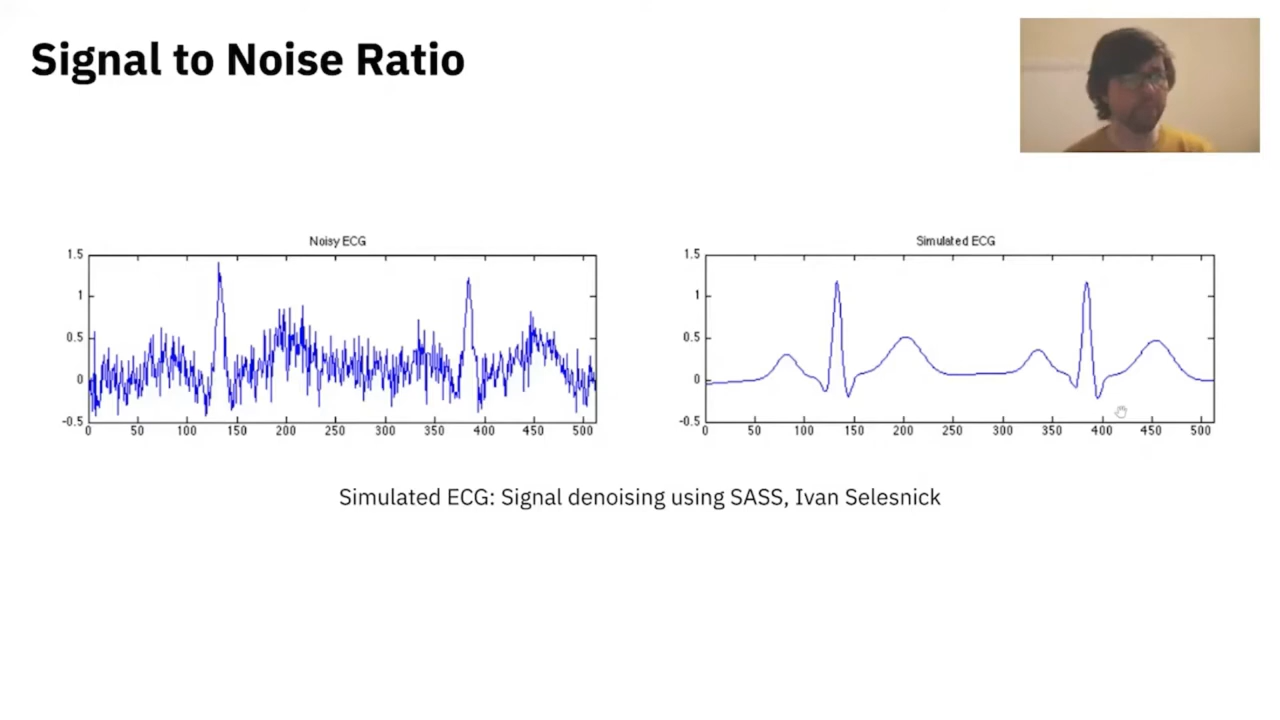 Signal to Noise Ratio
Noisy ECG
1.5
1
0.5
0
-0.5
0 50 100 150 200 250 300 350 400 450 500
Simulated ECG
1.5
1
0.5
0
-0.5
0 50 100 150 200 250 300 350 400 450 500
Simulated ECG: Signal denoising using SASS, Ivan Selesnick